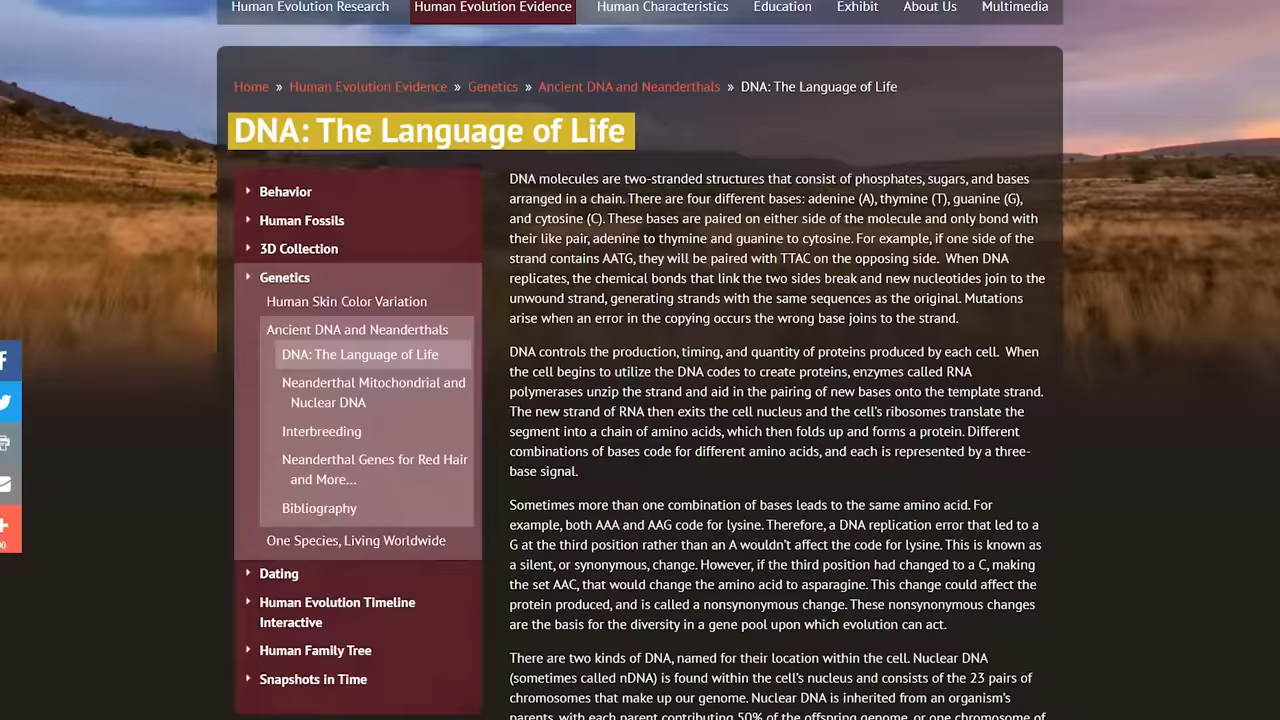 Human Evolution Research Human Evolution Evidence Human Characteristics Education Exhibit About Us Multimedia
Home » Human Evolution Evidence » Genetics » Ancient DNA and Neanderthals » DNA: The Language of Life
DNA: The Language of Life
Behavior
Human Fossils
3D Collection
Genetics
Human Skin Color Variation
Ancient DNA and Neanderthals
DNA: The Language of Life
Neanderthal Mitochondrial and
Nuclear DNA
Interbreeding
Neanderthal Genes for Red Hair
and More...
Bibliography
One Species, Living Worldwide
Dating
Human Evolution Timeline
Interactive
Human Family Tree
Snapshots in Time
DNA molecules are two-stranded structures that consist of phosphates, sugars, and bases
arranged in a chain. There are four different bases: adenine (A), thymine (T), guanine (G),
and cytosine (C). These bases are paired on either side of the molecule and only bond with
their like pair, adenine to thymine and guanine to cytosine. For example, if one side of the
strand contains AATG, they will be paired with TTAC on the opposing side. When DNA
replicates, the chemical bonds that link the two sides break and new nucleotides join to the
unwound strand, generating strands with the same sequences as the original. Mutations
arise when an error in the copying occurs the wrong base joins to the strand.
DNA controls the production, timing, and quantity of proteins produced by each cell. When
the cell begins to utilize the DNA codes to create proteins, enzymes called RNA
polymerases unzip the strand and aid in the pairing of new bases onto the template strand.
The new strand of RNA then exits the cell nucleus and the cell's ribosomes translate the
segment into a chain of amino acids, which then folds up and forms a protein. Different
combinations of bases code for different amino acids, and each is represented by a three-
base signal.
Sometimes more than one combination of bases leads to the same amino acid. For
example, both AAA and AAG code for lysine. Therefore, a DNA replication error that led to a
G at the third position rather than an A wouldn't affect the code for lysine. This is known as
a silent, or synonymous, change. However, if the third position had changed to a C, making
the set AAC, that would change the amino acid to asparagine. This change could affect the
protein produced, and is called a nonsynonymous change. These nonsynonymous changes
are the basis for the diversity in a gene pool upon which evolution can act.
There are two kinds of DNA, named for their location within the cell. Nuclear DNA
(sometimes called nDNA) is found within the cell's nucleus and consists of the 23 pairs of
chromosomes that make up our genome. Nuclear DNA is inherited from an organism's
parents, with each parent contributing 50% of the offspring genome, or one chromosome of